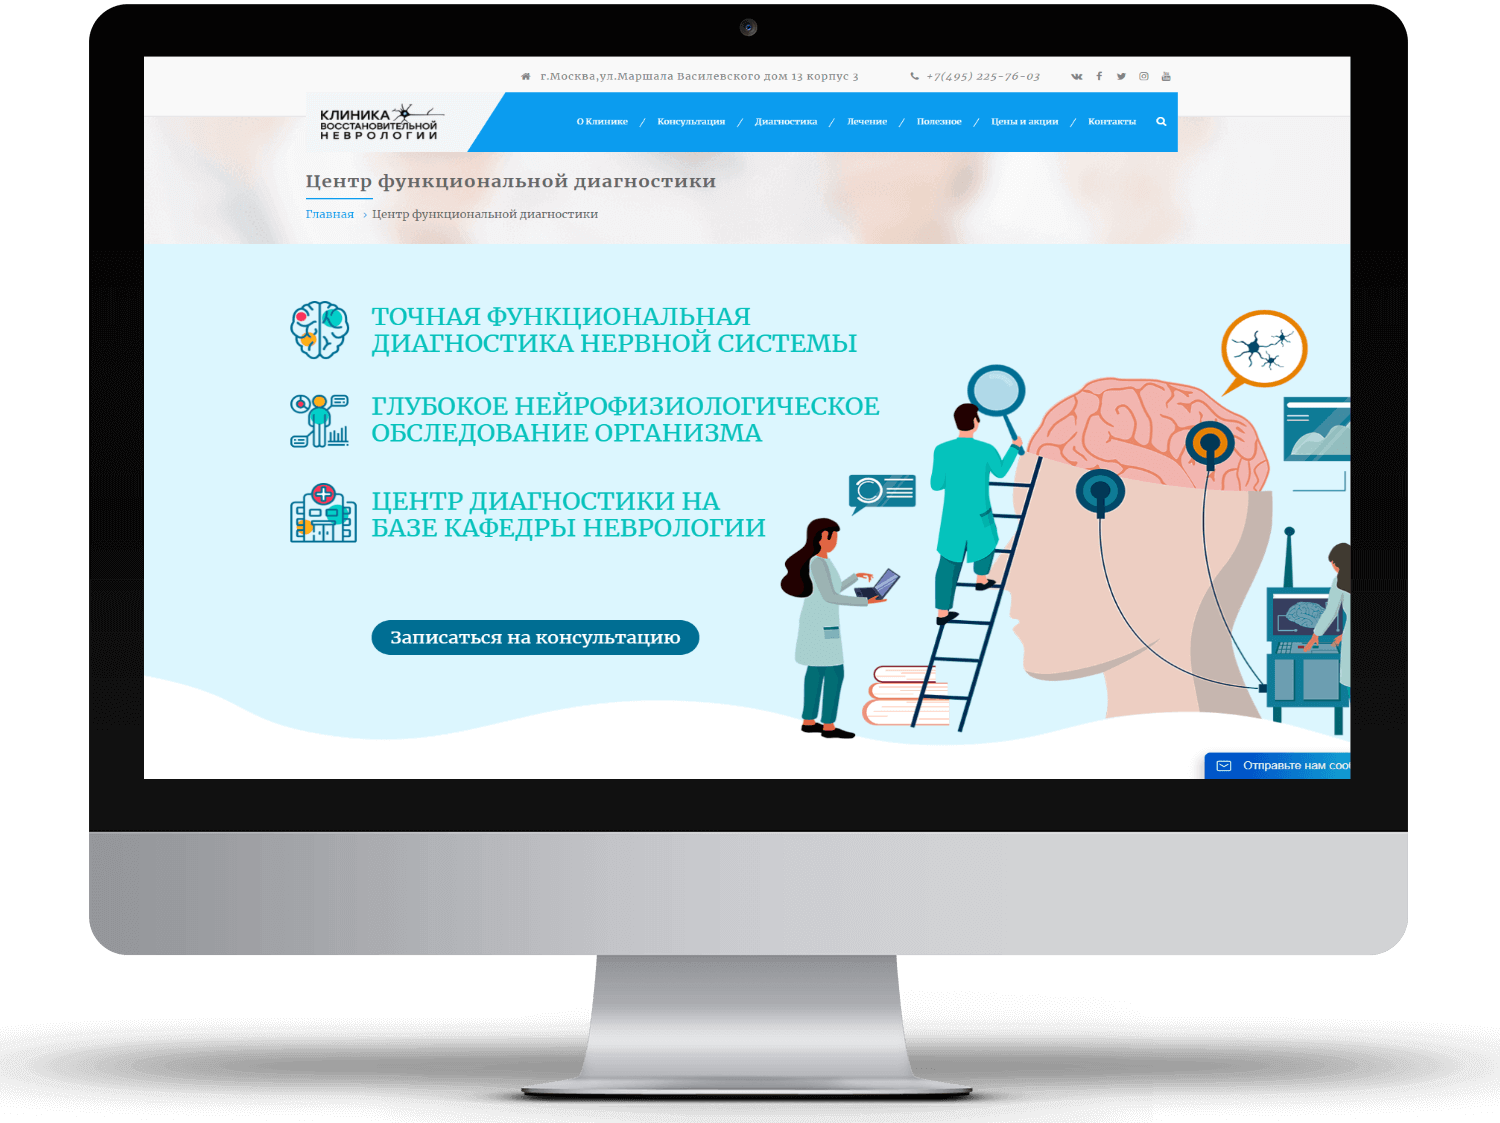 г.Москва,ул.Маршала Василевского дом 13 корпус 3
+7(495) 225-76-03
КЛИНИКА
ВОССТАНОВИТЕЛЬНОЙ
НЕВРОЛОГИИ
О Клинике / Консультация / Диагностика / Лечение / Полезное / Цены и акции / Контакты
Центр функциональной диагностики
Главная › Центр функциональной диагностики
ТОЧНАЯ ФУНКЦИОНАЛЬНАЯ
ДИАГНОСТИКА НЕРВНОЙ СИСТЕМЫ
ГЛУБОКОЕ НЕЙРОФИЗИОЛОГИЧЕСКОЕ
ОБСЛЕДОВАНИЕ ОРГАНИЗМА
ЦЕНТР ДИАГНОСТИКИ НА
БАЗЕ КАФЕДРЫ НЕВРОЛОГИИ
Записаться на консультацию
Отправьте нам соо